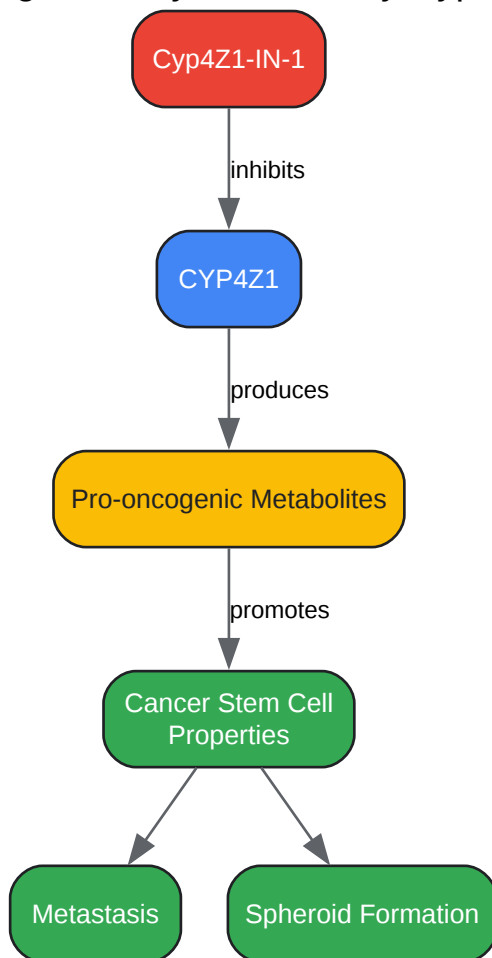 Cyp4Z1-IN-1
inhibits
CYP4Z1
produces
Pro-oncogenic Metabolites
promotes
Cancer Stem Cell
Properties
Metastasis
Spheroid Formation